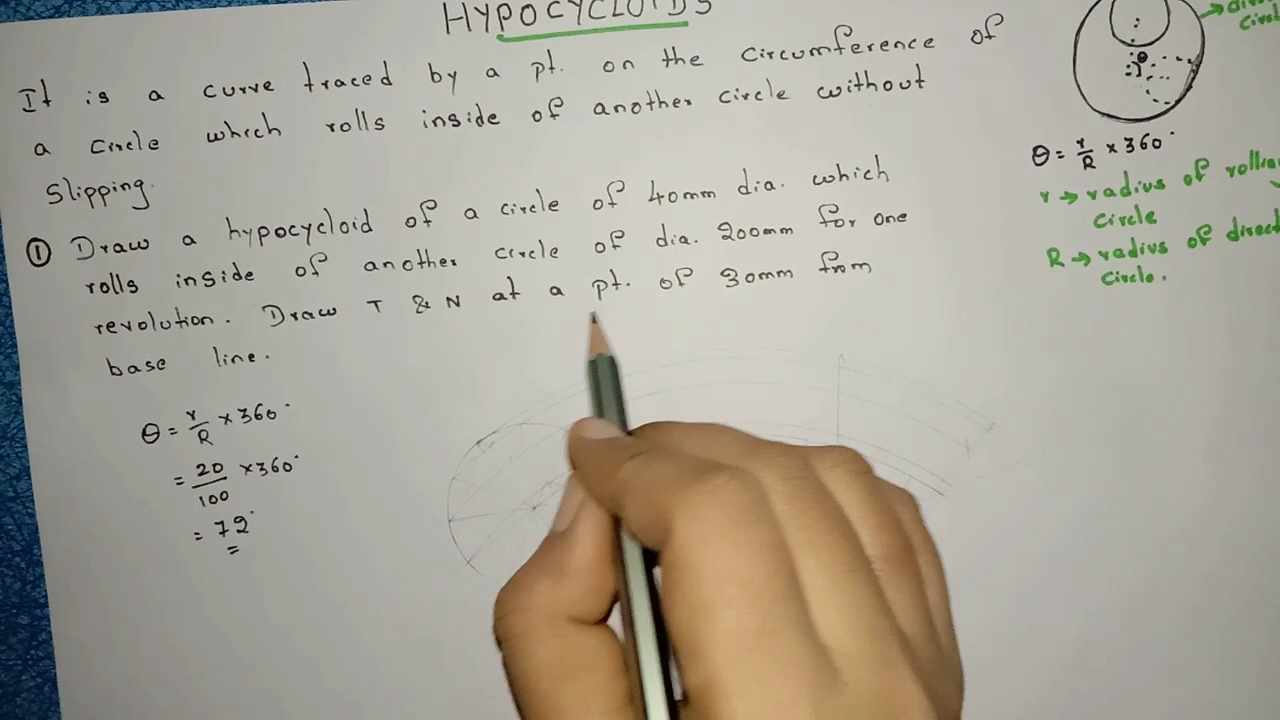 HYPOCYCLOIDS
It is a curve traced by a pt. on the circumference of
a circle which rolls inside of another circle without
Slipping.
① Draw a hypocycloid of a circle of 40mm dia. which
rolls inside of another circle of dia. 200mm for one
revolution. Draw T & N at a pt. of 30mm from
base line.
θ = r/R × 360°
= 20/100 × 360°
= 72°
θ = r/R × 360°
r → radius of rolling
circle
R → radius of direct
circle.